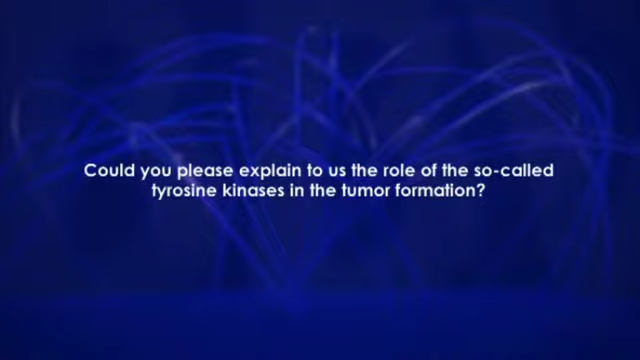 Could you please explain to us the role of the so-called
tyrosine kinases in the tumor formation?